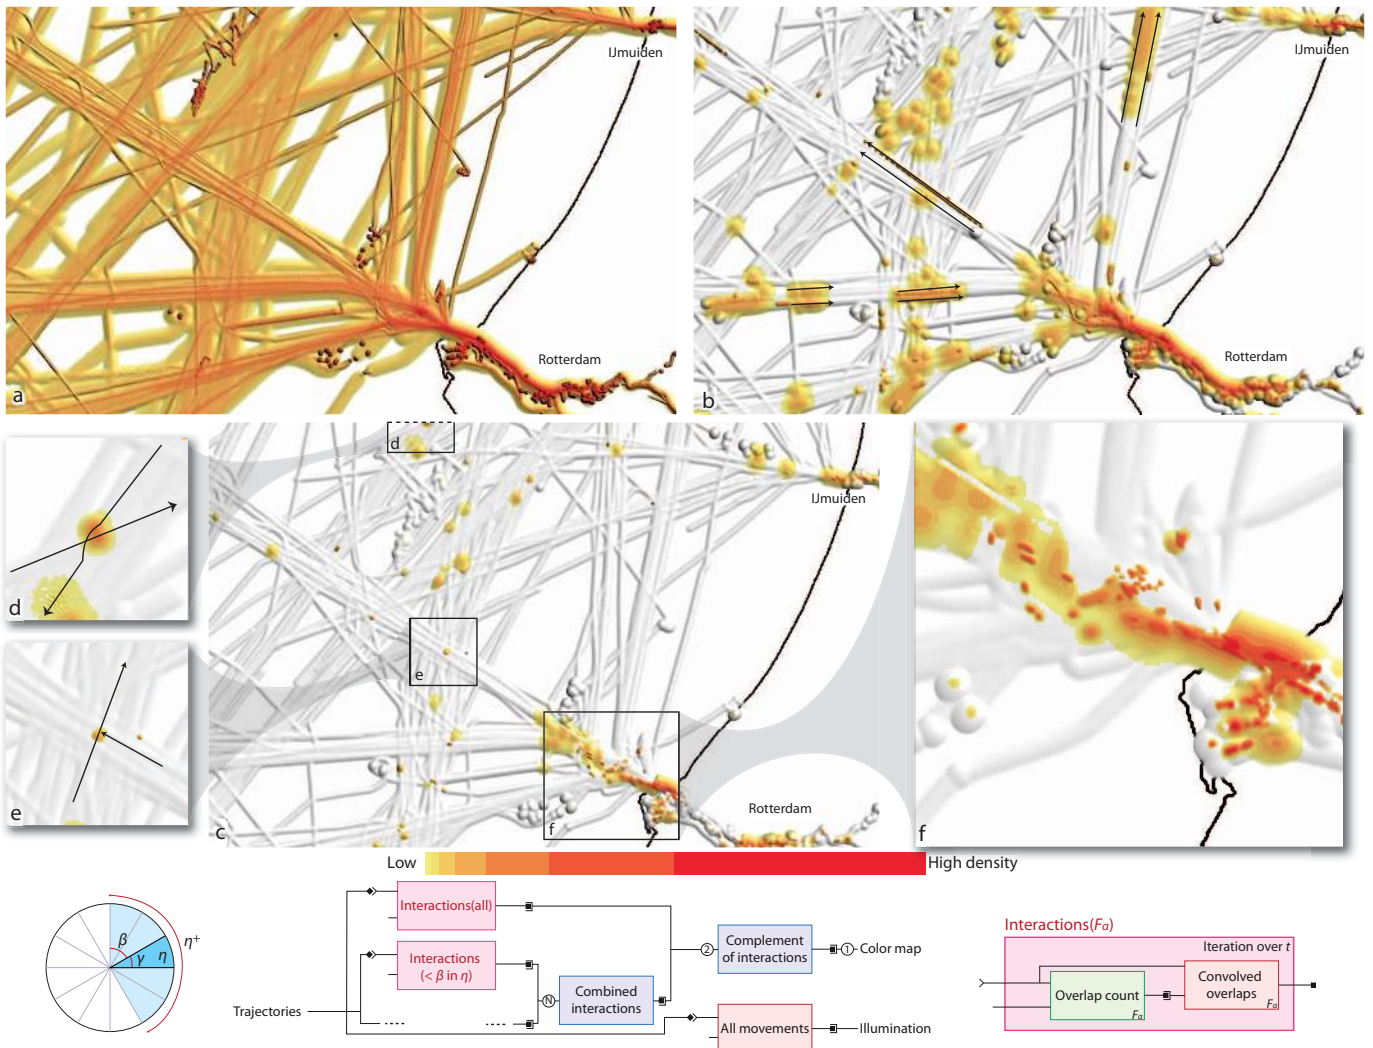 IJmuiden
Rotterdam
a
IJmuiden
Rotterdam
b
d
IJmuiden
e
Rotterdam
f
c
d
e
f
Low
High density
β
γ
η
η+
Trajectories
Interactions(all)
Interactions
(< β in η)
N
Combined
interactions
2
Complement
of interactions
1
Color map
All movements
Illumination
Interactions(Fα)
Iteration over t
Overlap count
Fα
Convolved
overlaps
Fα